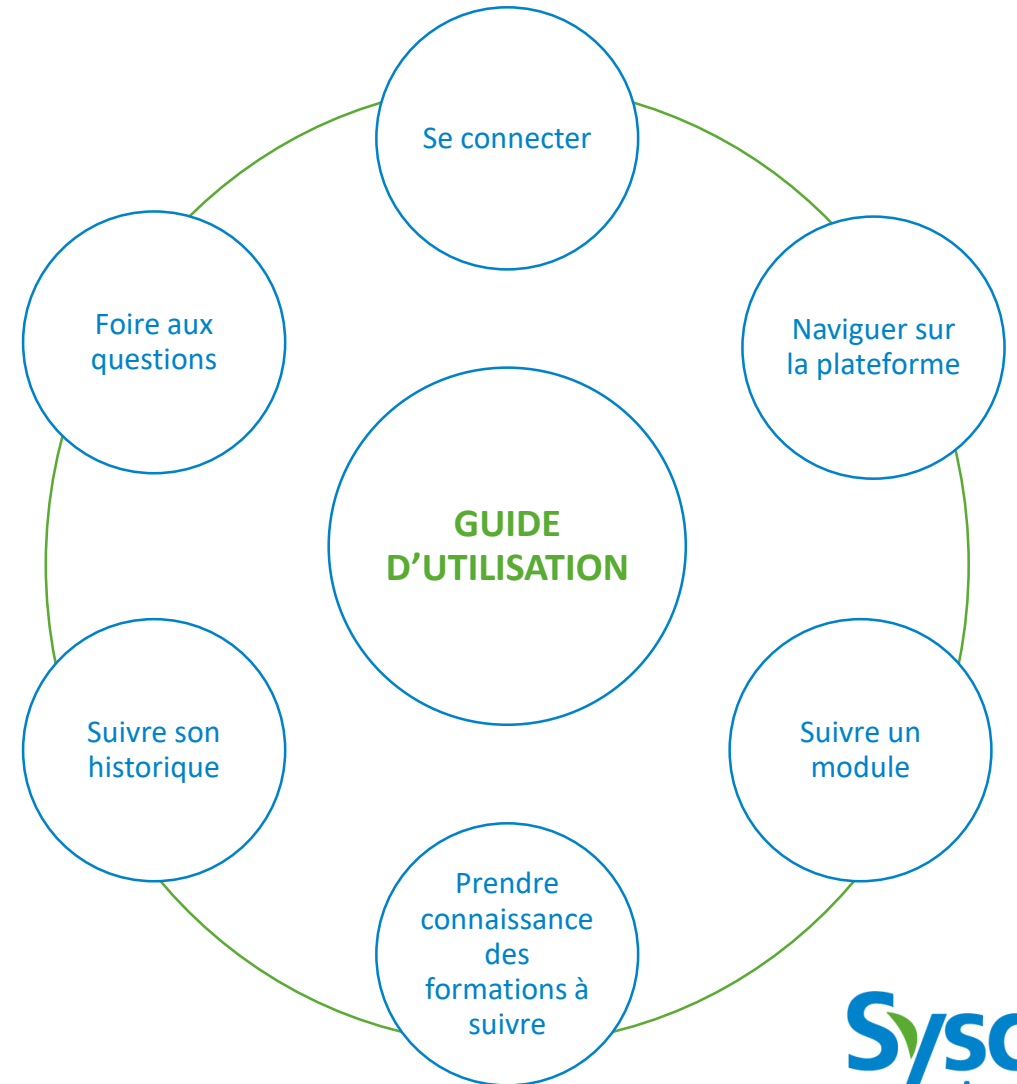 Se connecter
Naviguer sur
la plateforme
Suivre un
module
Prendre
connaissance
des
formations à
suivre
Suivre son
historique
Foire aux
questions
GUIDE
D’UTILISATION